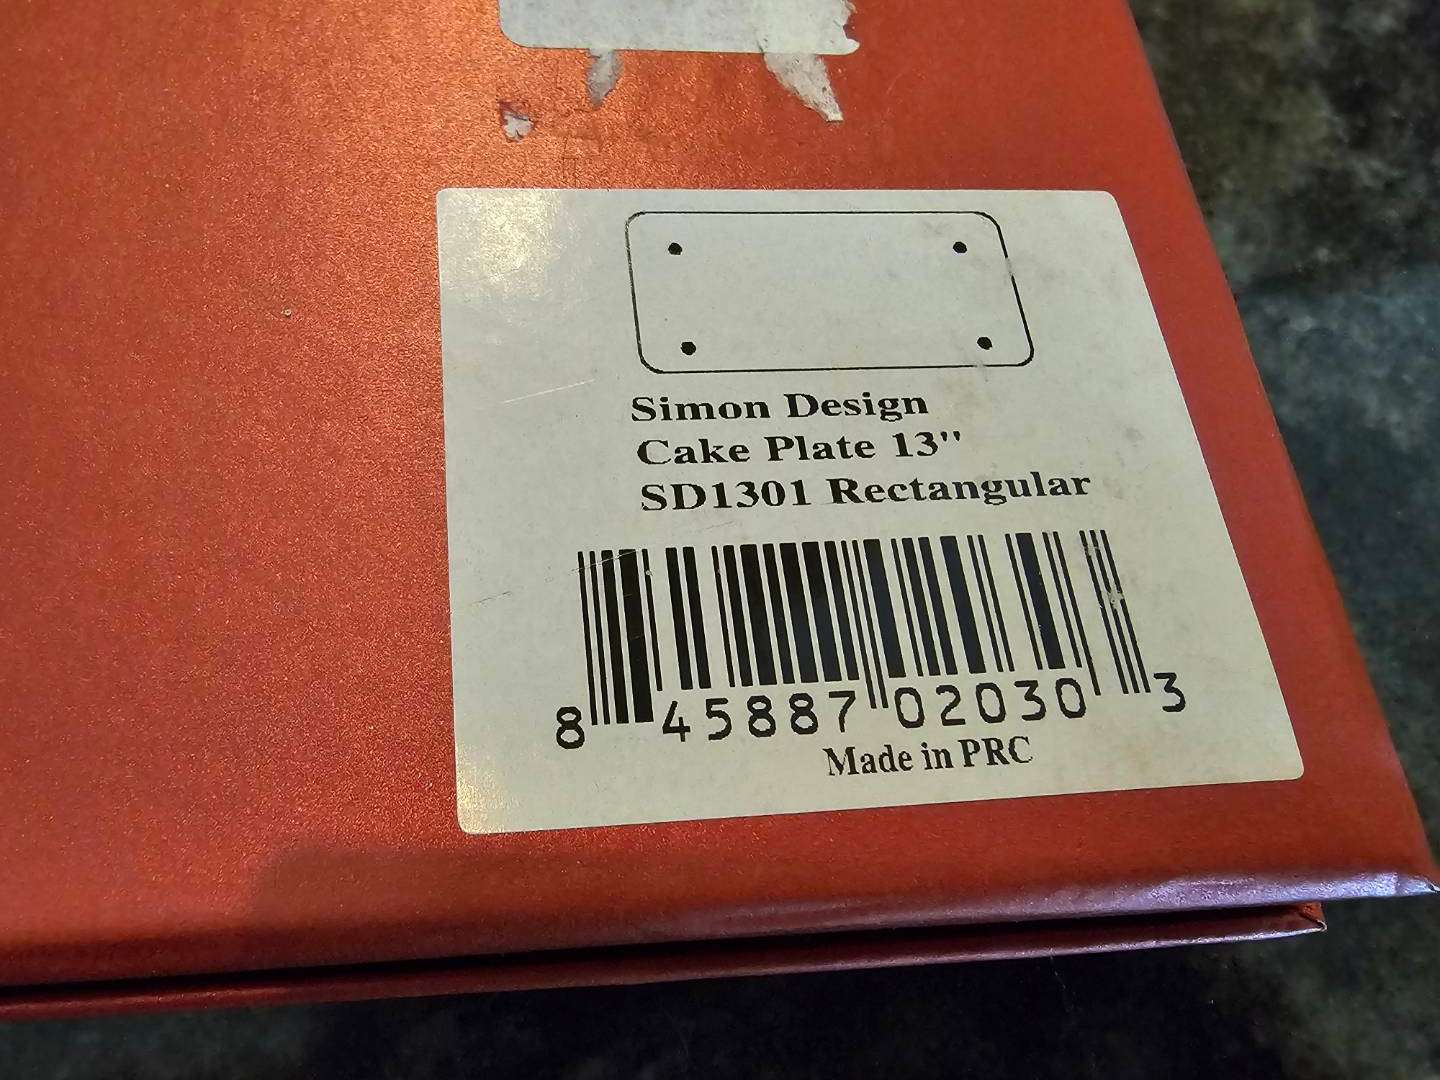 Simon Design
Cake Plate 13"
SD1301 Rectangular
8 45887 02030 3
Made in PRC